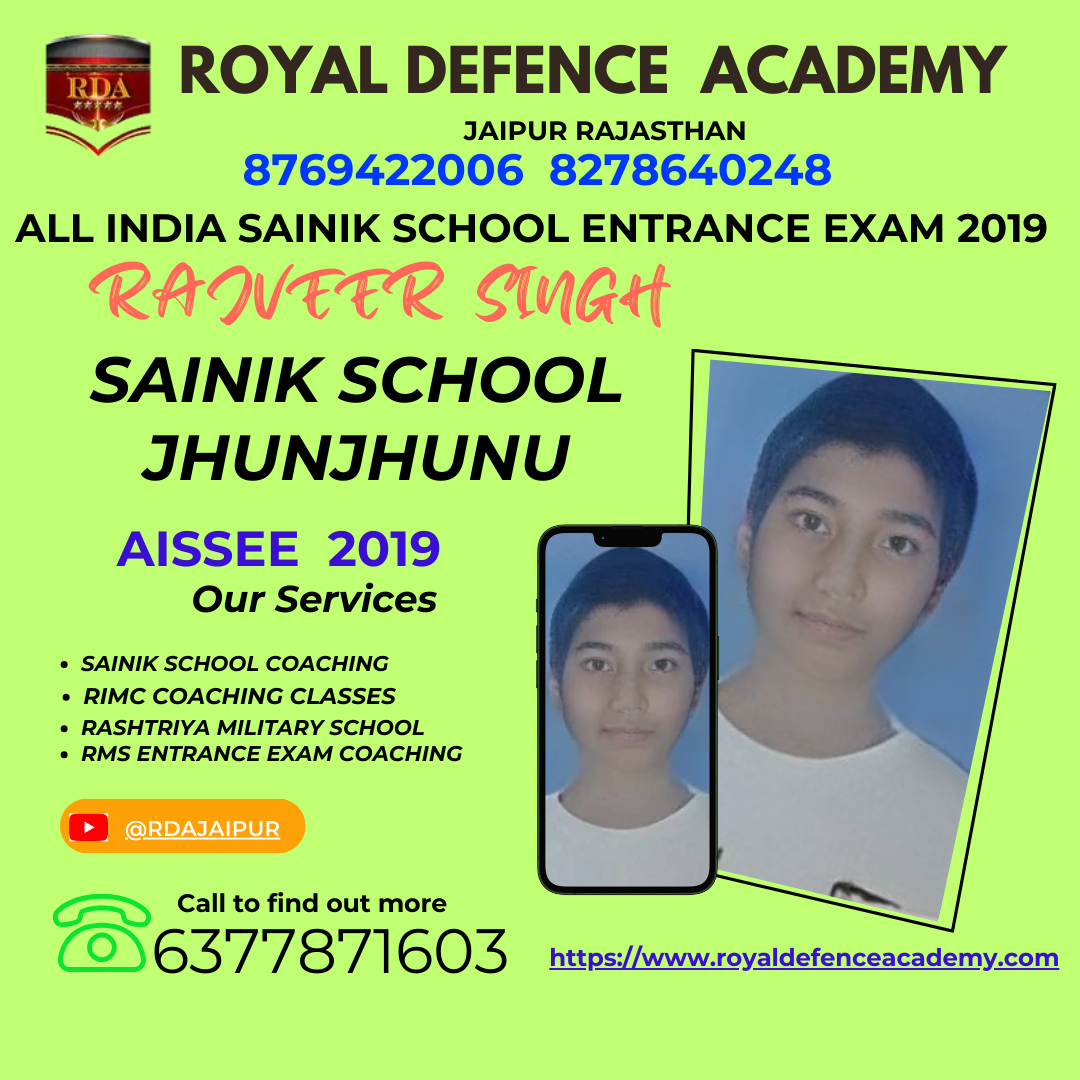 RDA
ROYAL DEFENCE ACADEMY
JAIPUR RAJASTHAN
8769422006 8278640248
ALL INDIA SAINIK SCHOOL ENTRANCE EXAM 2019
RAJVEER SINGH
SAINIK SCHOOL
JHUNJHUNU
AISSEE 2019
Our Services
• SAINIK SCHOOL COACHING
• RIMC COACHING CLASSES
• RASHTRIYA MILITARY SCHOOL
• RMS ENTRANCE EXAM COACHING
@RDAJAIPUR
Call to find out more
6377871603
https://www.royaldefenceacademy.com